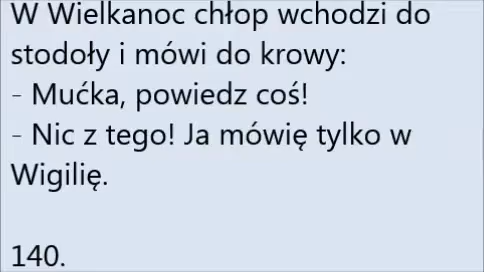 W Wielkanoc chłop wchodzi do
stodoły i mówi do krowy:
- Mućka, powiedz coś!
- Nic z tego! Ja mówię tylko w
Wigilię.
140.